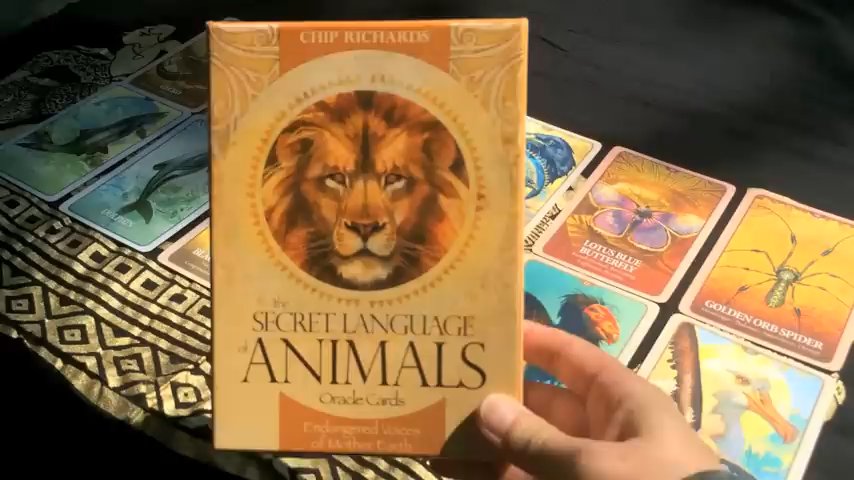 CHIP RICHARDS
the
SECRET LANGUAGE
of ANIMALS
Oracle Cards
Endangered Voices
of Mother Earth
DOLPHIN
LOTUS BLUE
BUTTERFLY
GOLDEN ORB SPIDER